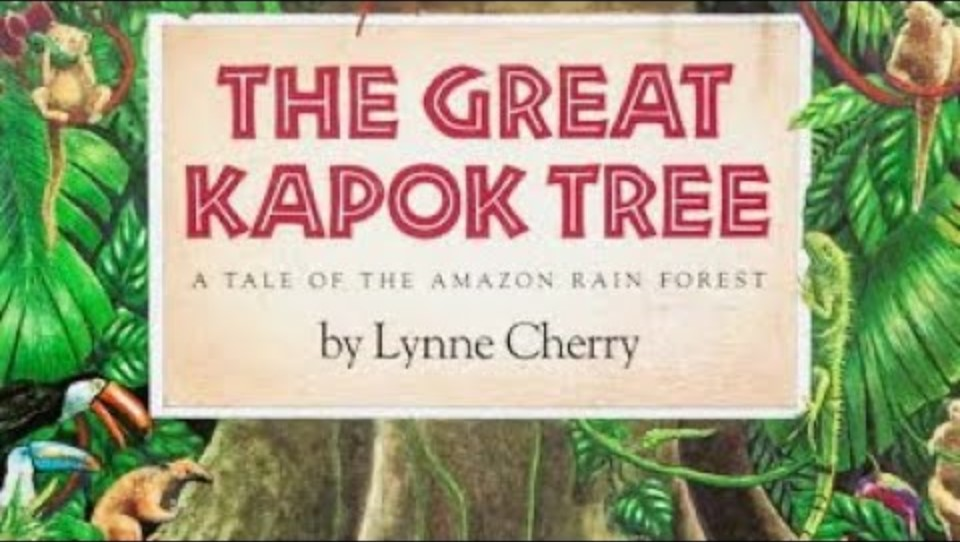 THE GREAT
KAPOK TREE
A TALE OF THE AMAZON RAIN FOREST
by Lynne Cherry